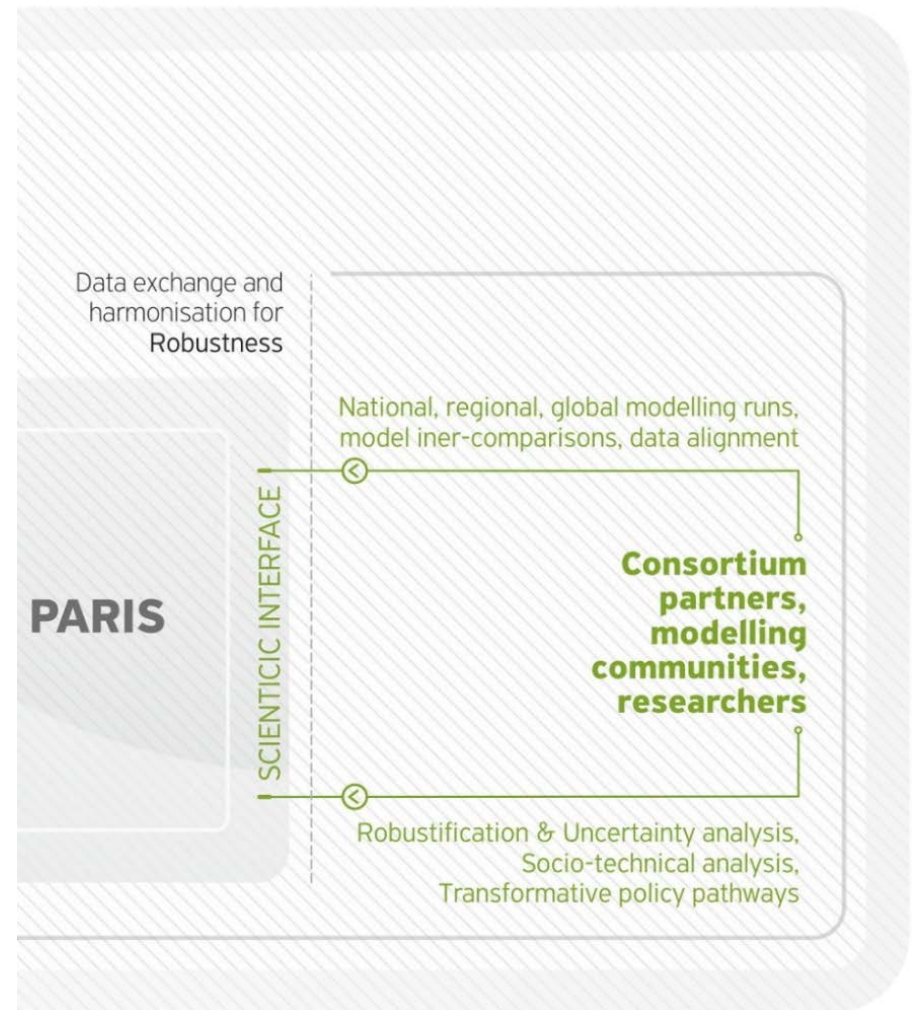 Data exchange and
harmonisation for
Robustness
National, regional, global modelling runs,
model iner-comparisons, data alignment
SCIENTICIC INTERFACE
PARIS
Consortium
partners,
modelling
communities,
researchers
Robustification & Uncertainty analysis,
Socio-technical analysis,
Transformative policy pathways